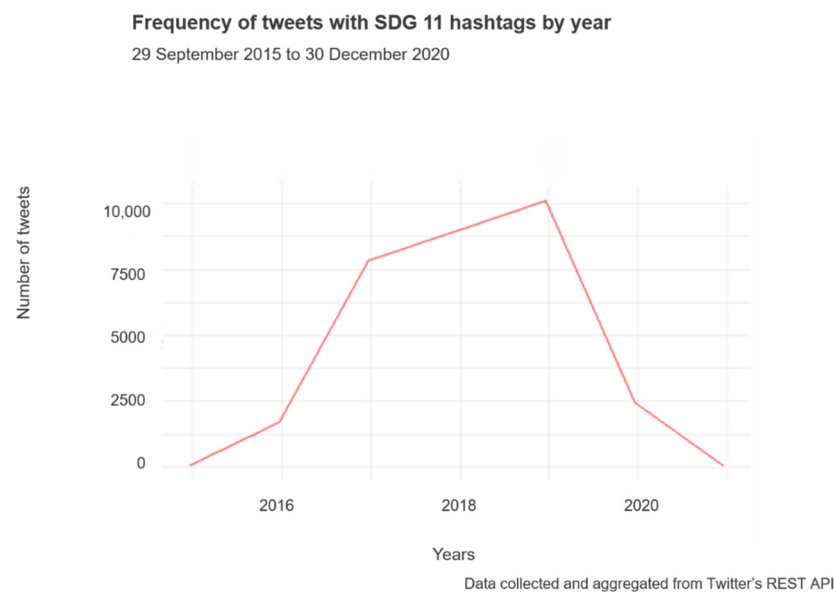 Frequency of tweets with SDG 11 hashtags by year
29 September 2015 to 30 December 2020
Number of tweets
10,000
7500
5000
2500
0
2016 2018 2020
Years
Data collected and aggregated from Twitter's REST API